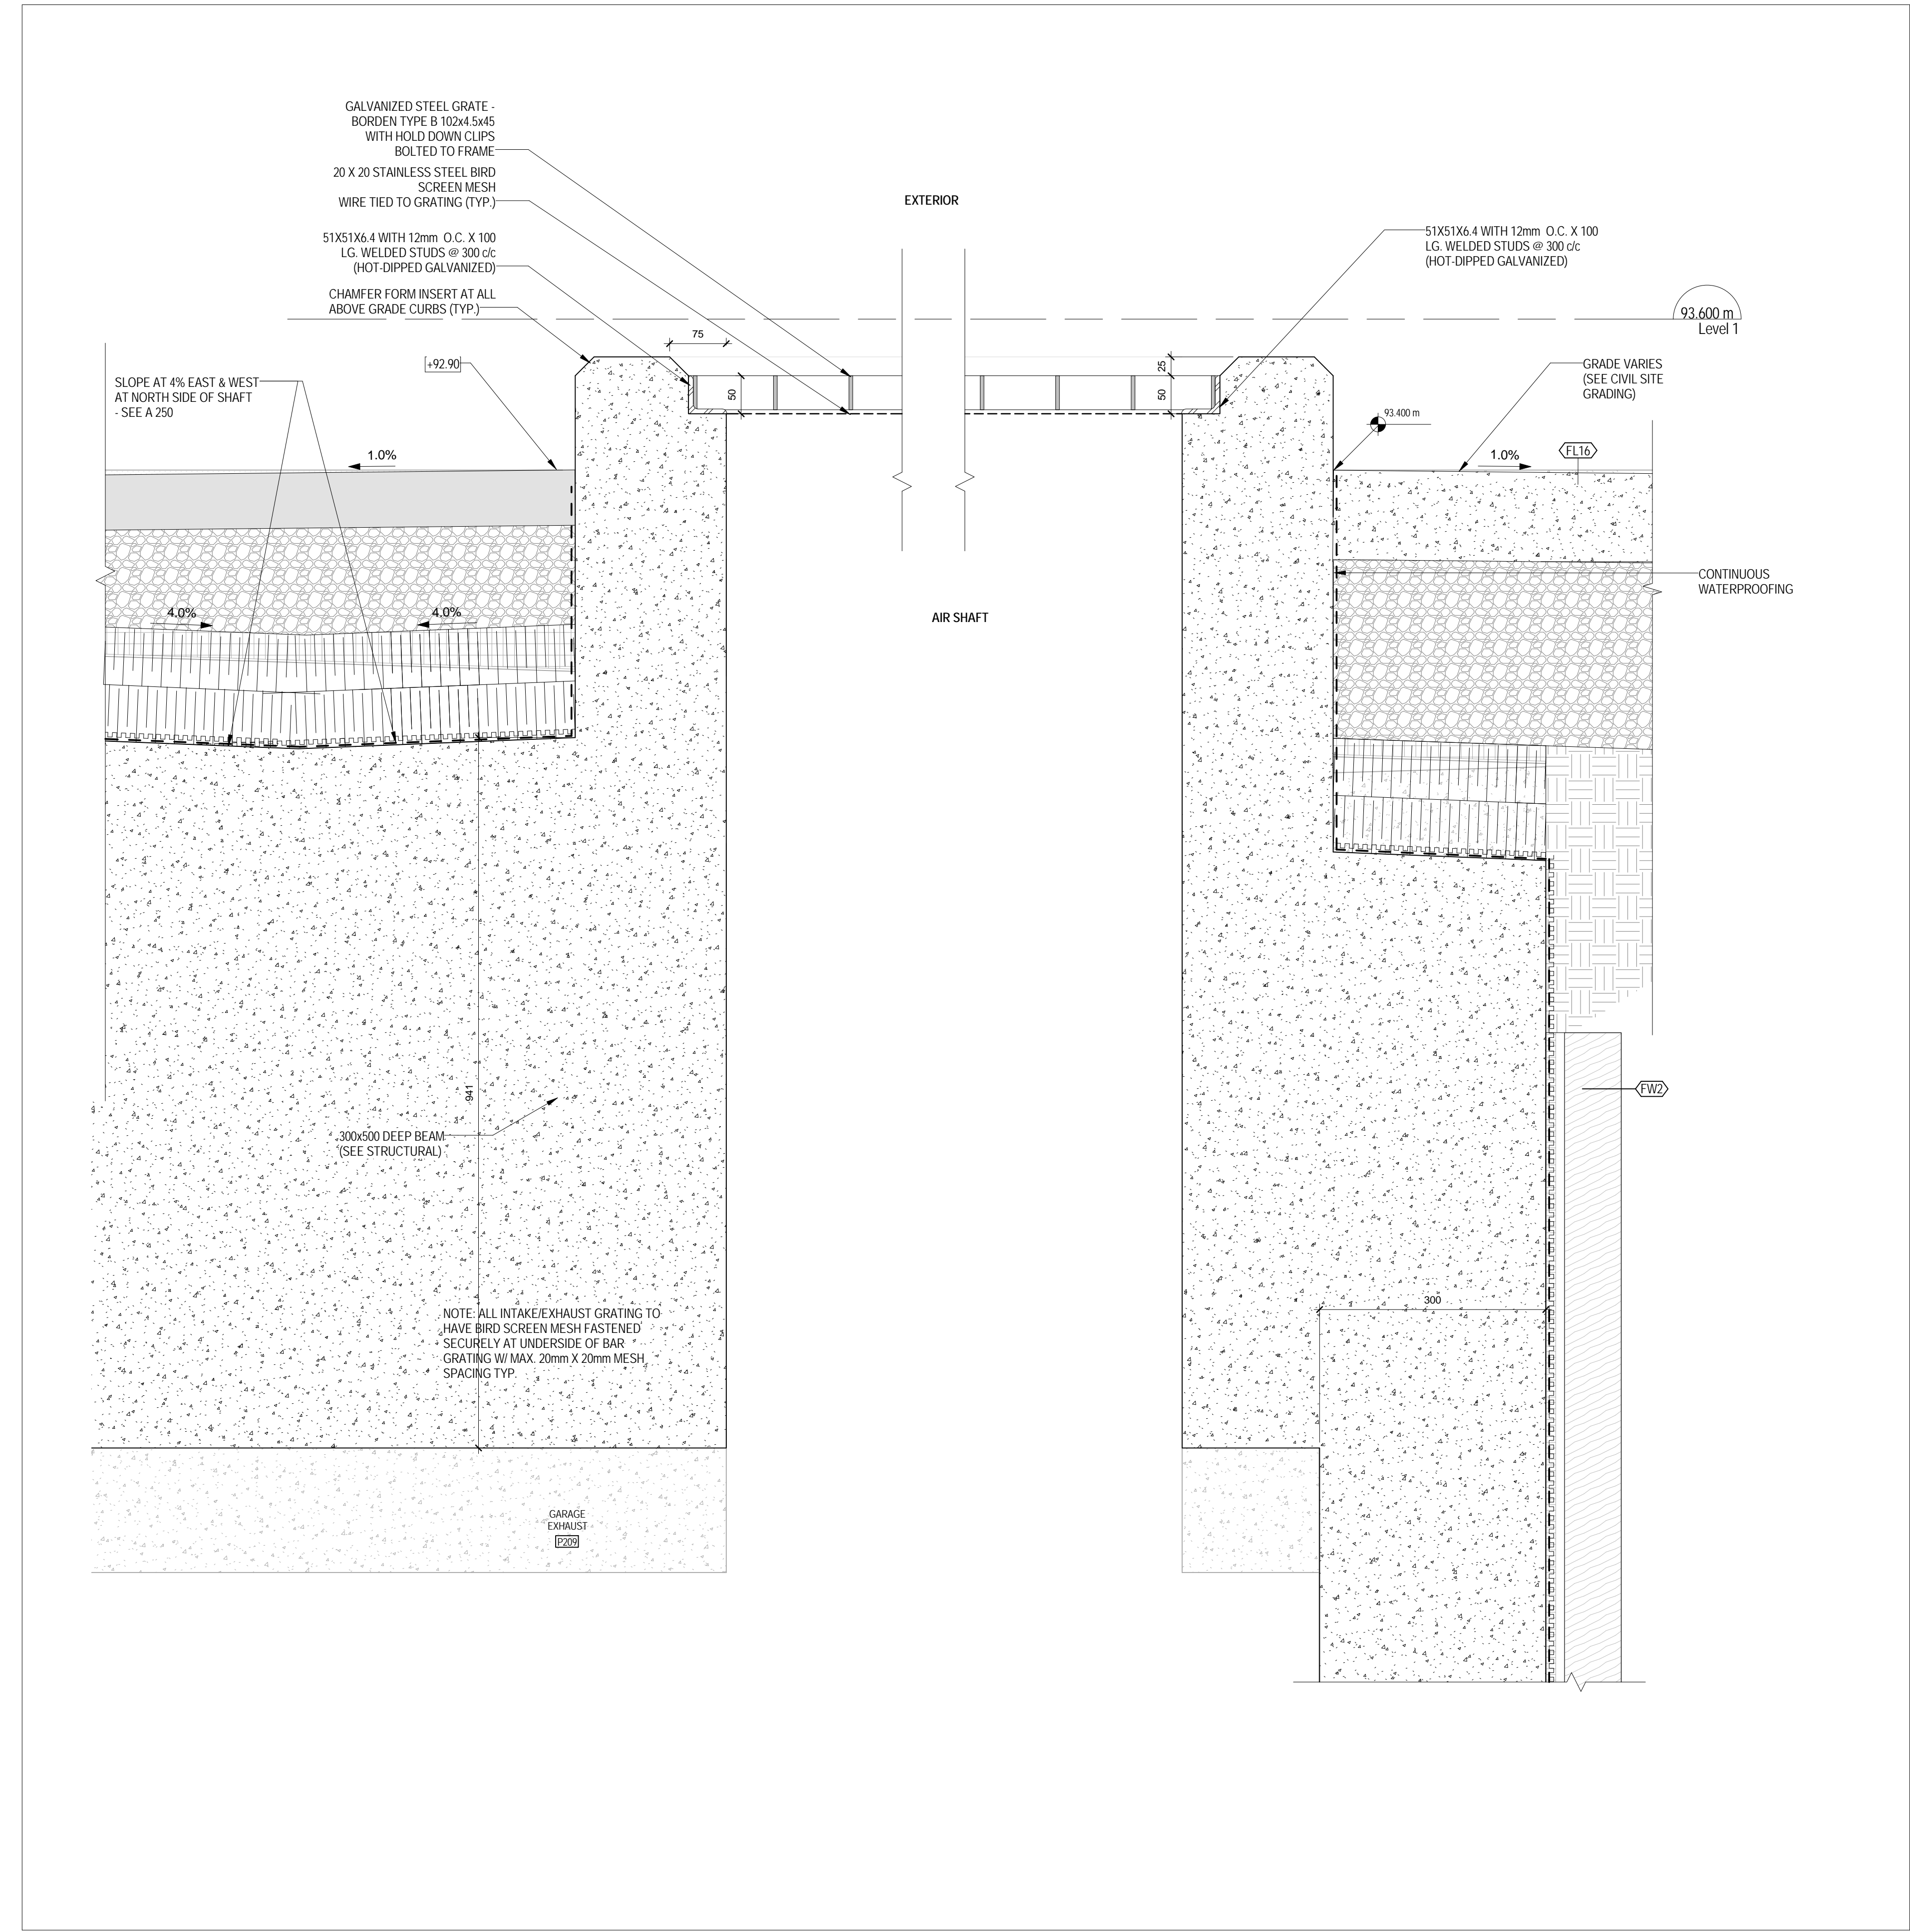 GALVANIZED STEEL GRATE -
BORDEN TYPE B 102x4.5x45
WITH HOLD DOWN CLIPS
BOLTED TO FRAME
20 X 20 STAINLESS STEEL BIRD
SCREEN MESH
WIRE TIED TO GRATING (TYP.)
51X51X6.4 WITH 12mm O.C. X 100
LG. WELDED STUDS @ 300 c/c
(HOT-DIPPED GALVANIZED)
CHAMFER FORM INSERT AT ALL
ABOVE GRADE CURBS (TYP.)
EXTERIOR
51X51X6.4 WITH 12mm O.C. X 100
LG. WELDED STUDS @ 300 c/c
(HOT-DIPPED GALVANIZED)
93.600 m
Level 1
75
25
50
50
+92.90
SLOPE AT 4% EAST & WEST
AT NORTH SIDE OF SHAFT
- SEE A 250
GRADE VARIES
(SEE CIVIL SITE
GRADING)
93.400 m
1.0%
1.0%
FL16
CONTINUOUS
WATERPROOFING
4.0%
4.0%
AIR SHAFT
941
FW2
300x500 DEEP BEAM
(SEE STRUCTURAL)
300
NOTE: ALL INTAKE/EXHAUST GRATING TO
HAVE BIRD SCREEN MESH FASTENED
SECURELY AT UNDERSIDE OF BAR
GRATING W/ MAX. 20mm X 20mm MESH
SPACING TYP.
GARAGE
EXHAUST
P209